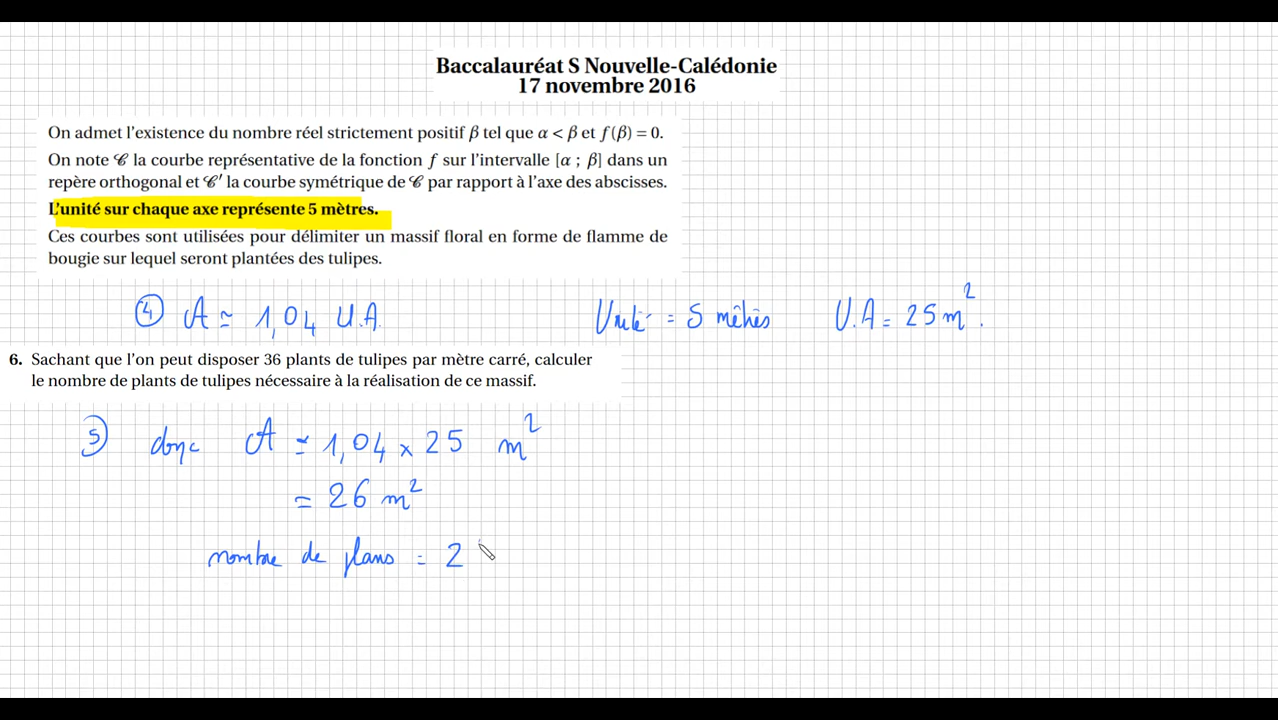 Baccalauréat S Nouvelle-Calédonie
17 novembre 2016
On admet l'existence du nombre réel strictement positif β tel que α < β et f(β) = 0.
On note 𝒞 la courbe représentative de la fonction f sur l'intervalle [α ; β] dans un
repère orthogonal et 𝒞′ la courbe symétrique de 𝒞 par rapport à l'axe des abscisses.
L'unité sur chaque axe représente 5 mètres.
Ces courbes sont utilisées pour délimiter un massif floral en forme de flamme de
bougie sur lequel seront plantées des tulipes.
④ 𝒜 ≃ 1,04 U.A. Unité = 5 mètres U.A = 25 m².
6. Sachant que l'on peut disposer 36 plants de tulipes par mètre carré, calculer
le nombre de plants de tulipes nécessaire à la réalisation de ce massif.
5) donc 𝒜 ≃ 1,04 × 25 m²
= 26 m²
nombre de plans = 2